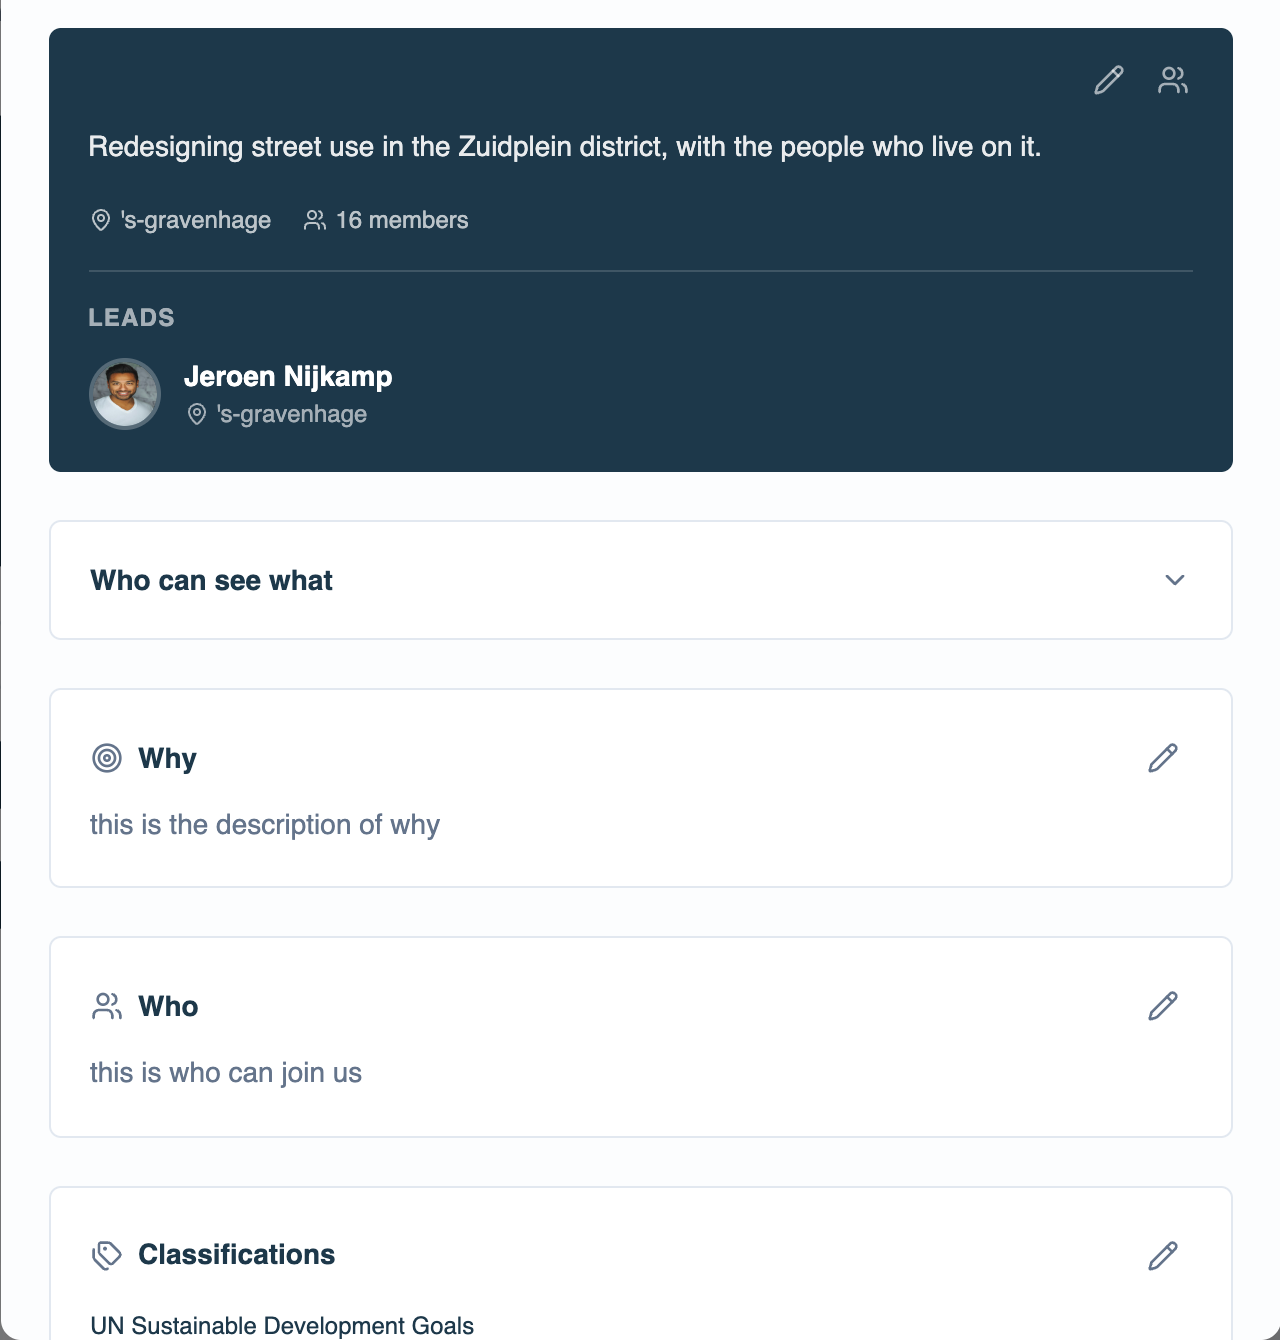 Redesigning street use in the Zuidplein district, with the people who live on it.
's-gravenhage 16 members
LEADS
Jeroen Nijkamp
's-gravenhage
Who can see what
Why
this is the description of why
Who
this is who can join us
Classifications
UN Sustainable Development Goals